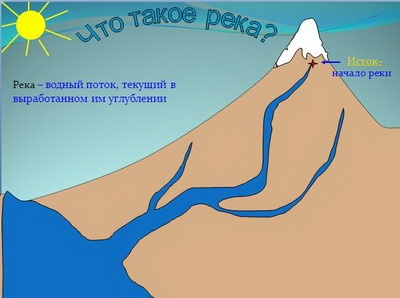 Что такое река?
Исток–
начало реки
Река – водный поток, текущий в
выработанном им углублении